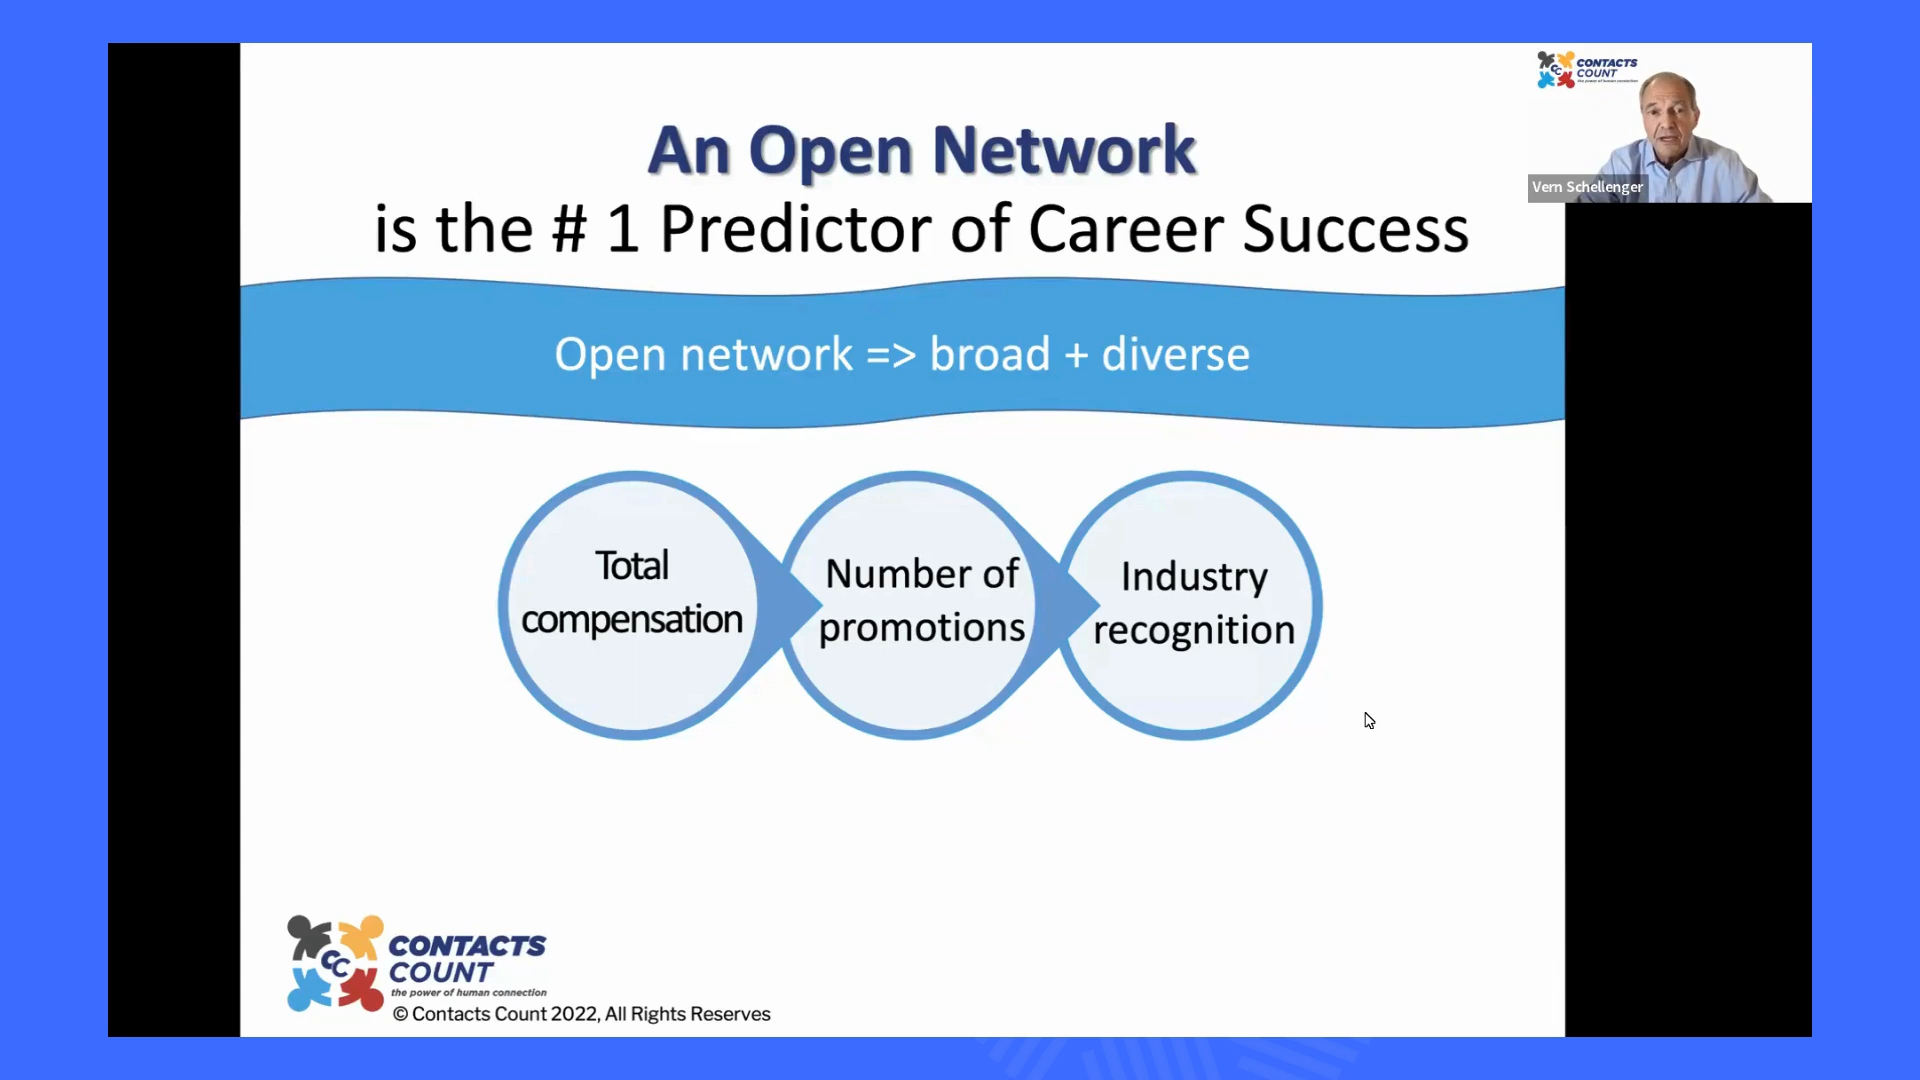 CONTACTS
COUNT
Vern Schellenger
An Open Network
is the # 1 Predictor of Career Success
Open network => broad + diverse
Total
compensation
Number of
promotions
Industry
recognition
CC
CONTACTS
COUNT
the power of human connection
© Contacts Count 2022, All Rights Reserves